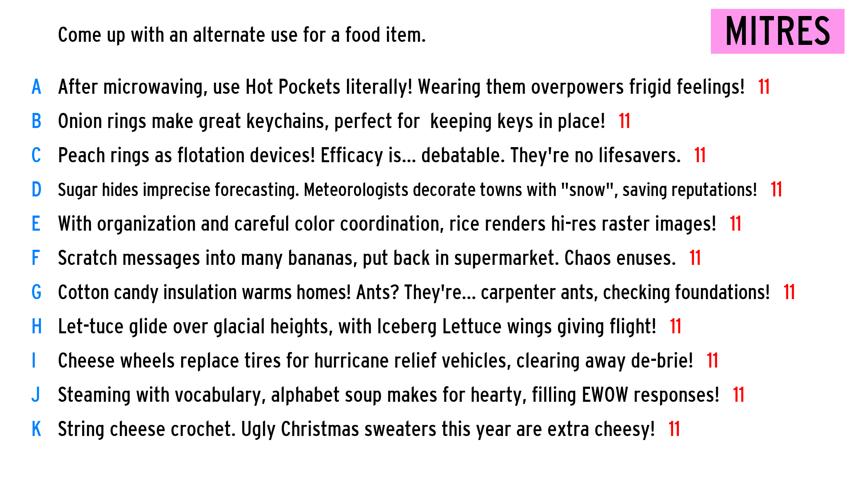 Come up with an alternate use for a food item.
MITRES
A After microwaving, use Hot Pockets literally! Wearing them overpowers frigid feelings! 11
B Onion rings make great keychains, perfect for  keeping keys in place! 11
C Peach rings as flotation devices! Efficacy is... debatable. They're no lifesavers. 11
D Sugar hides imprecise forecasting. Meteorologists decorate towns with "snow", saving reputations! 11
E With organization and careful color coordination, rice renders hi-res raster images! 11
F Scratch messages into many bananas, put back in supermarket. Chaos enuses. 11
G Cotton candy insulation warms homes! Ants? They're... carpenter ants, checking foundations! 11
H Let-tuce glide over glacial heights, with Iceberg Lettuce wings giving flight! 11
I Cheese wheels replace tires for hurricane relief vehicles, clearing away de-brie! 11
J Steaming with vocabulary, alphabet soup makes for hearty, filling EWOW responses! 11
K String cheese crochet. Ugly Christmas sweaters this year are extra cheesy! 11